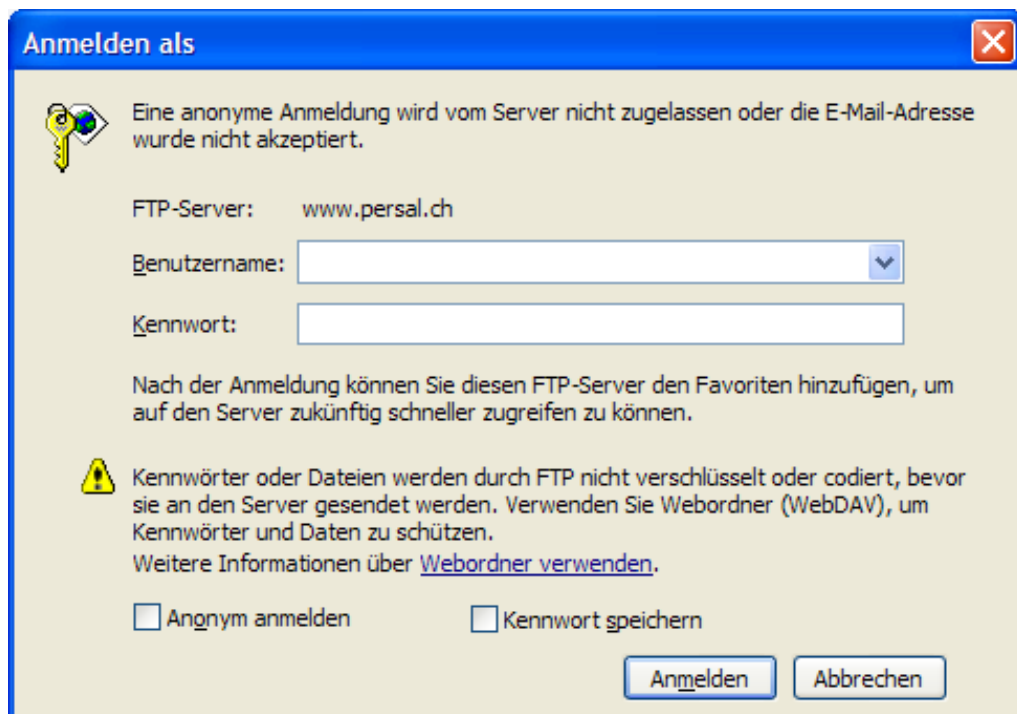 Anmelden als
Eine anonyme Anmeldung wird vom Server nicht zugelassen oder die E-Mail-Adresse
wurde nicht akzeptiert.
FTP-Server: www.persal.ch
Benutzername:
Kennwort:
Nach der Anmeldung können Sie diesen FTP-Server den Favoriten hinzufügen, um
auf den Server zukünftig schneller zugreifen zu können.
Kennwörter oder Dateien werden durch FTP nicht verschlüsselt oder codiert, bevor
sie an den Server gesendet werden. Verwenden Sie Webordner (WebDAV), um
Kennwörter und Daten zu schützen.
Weitere Informationen über Webordner verwenden.
Anonym anmelden Kennwort speichern
Anmelden Abbrechen